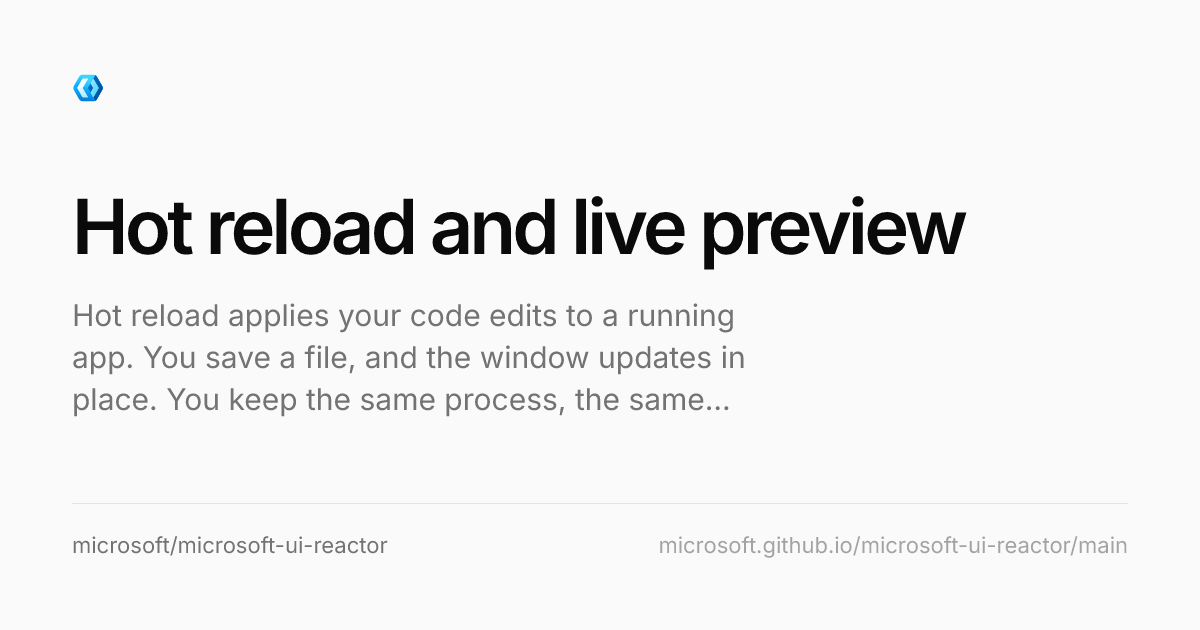 Hot reload and live preview
Hot reload applies your code edits to a running
app. You save a file, and the window updates in
place. You keep the same process, the same...
microsoft/microsoft-ui-reactor
microsoft.github.io/microsoft-ui-reactor/main